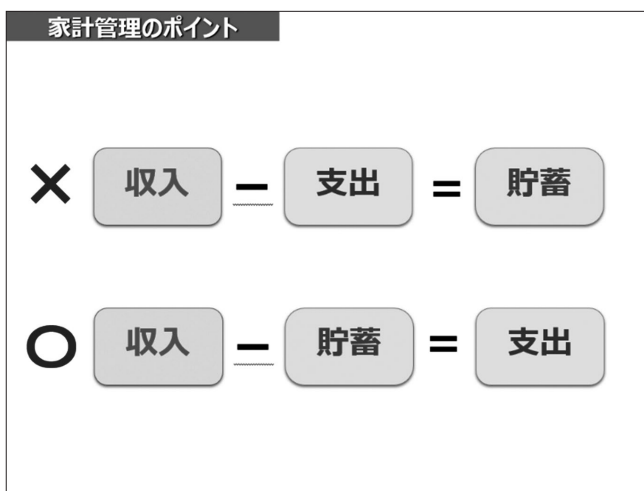 家計管理のポイント
× 収入 − 支出 = 貯蓄
○ 収入 − 貯蓄 = 支出